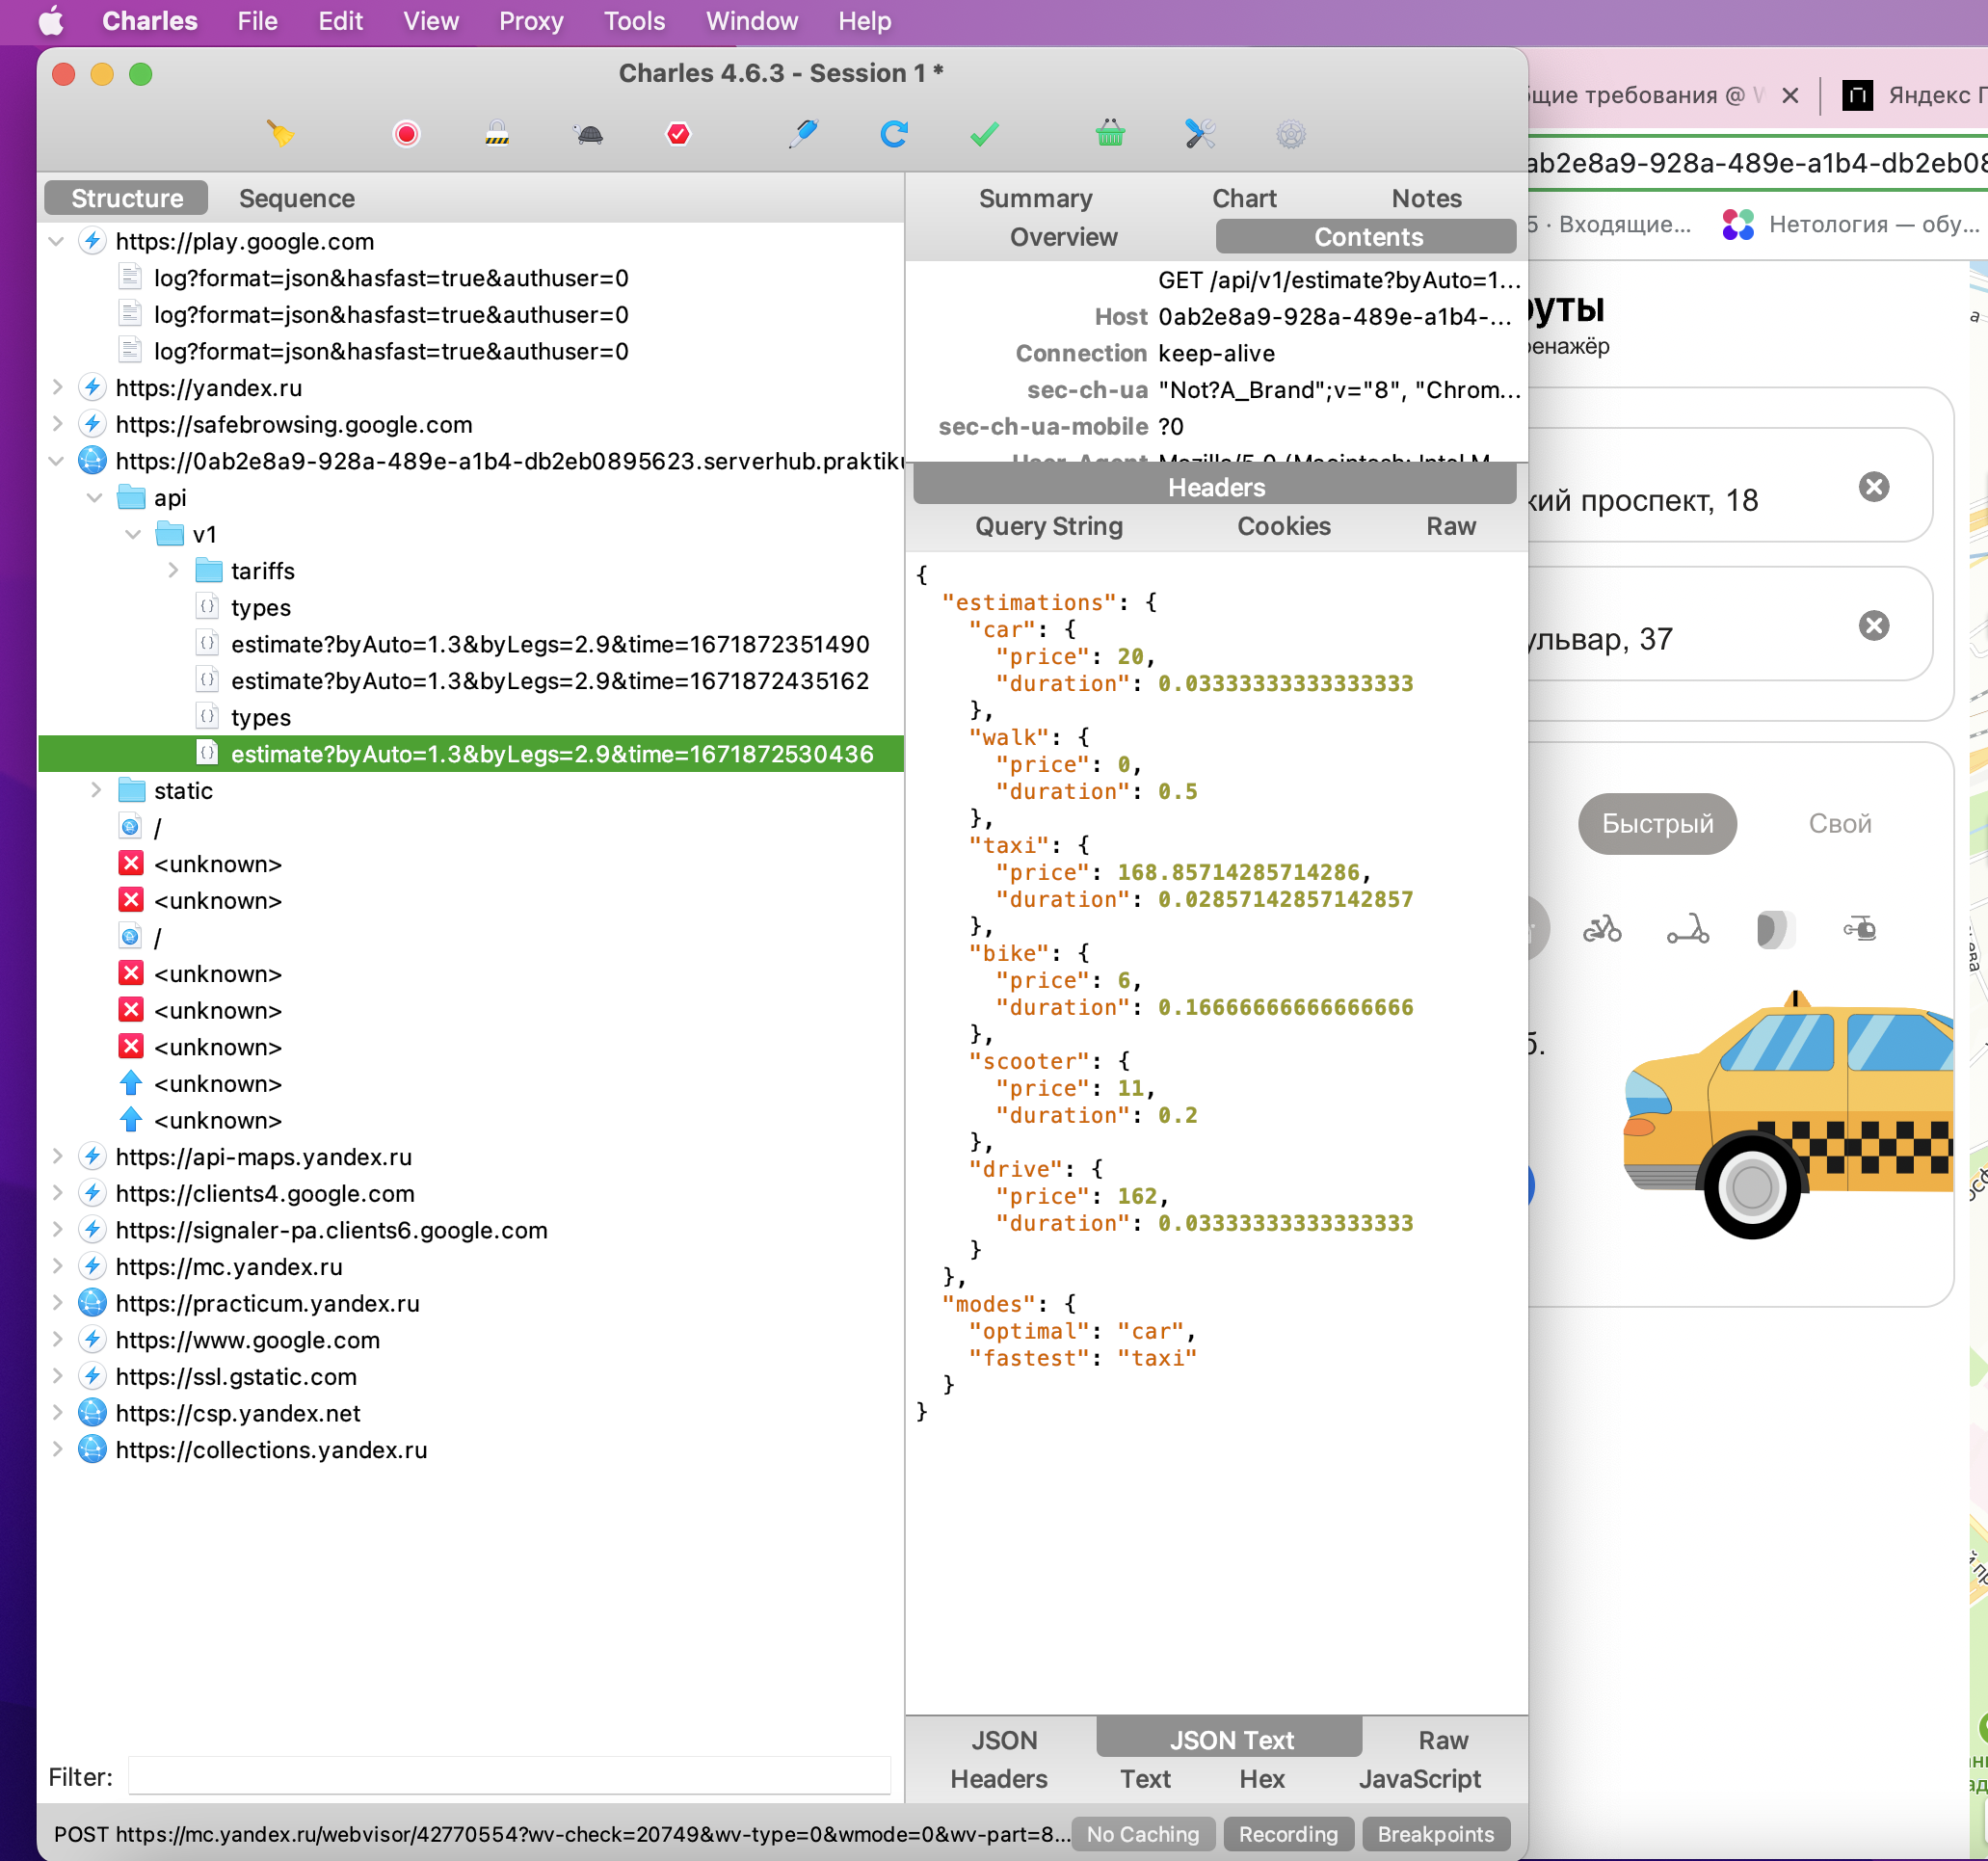 Charles File Edit View Proxy Tools Window Help
Charles 4.6.3 - Session 1 *
Structure Sequence
https://play.google.com
log?format=json&hasfast=true&authuser=0
log?format=json&hasfast=true&authuser=0
log?format=json&hasfast=true&authuser=0
https://yandex.ru
https://safebrowsing.google.com
https://0ab2e8a9-928a-489e-a1b4-db2eb0895623.serverhub.praktik
api
v1
tariffs
types
estimate?byAuto=1.3&byLegs=2.9&time=1671872351490
estimate?byAuto=1.3&byLegs=2.9&time=1671872435162
types
estimate?byAuto=1.3&byLegs=2.9&time=1671872530436
static
/
<unknown>
<unknown>
/
<unknown>
<unknown>
<unknown>
<unknown>
<unknown>
https://api-maps.yandex.ru
https://clients4.google.com
https://signaler-pa.clients6.google.com
https://mc.yandex.ru
https://practicum.yandex.ru
https://www.google.com
https://ssl.gstatic.com
https://csp.yandex.net
https://collections.yandex.ru
Filter:
Summary Chart Notes
Overview Contents
GET /api/v1/estimate?byAuto=1...
Host 0ab2e8a9-928a-489e-a1b4-...
Connection keep-alive
sec-ch-ua "Not?A_Brand";v="8", "Chrom...
sec-ch-ua-mobile ?0
User-Agent Mozilla/5.0 (Macintosh; Intel M...
Headers
Query String Cookies Raw
{
"estimations": {
"car": {
"price": 20,
"duration": 0.03333333333333333
},
"walk": {
"price": 0,
"duration": 0.5
},
"taxi": {
"price": 168.85714285714286,
"duration": 0.02857142857142857
},
"bike": {
"price": 6,
"duration": 0.16666666666666666
},
"scooter": {
"price": 11,
"duration": 0.2
},
"drive": {
"price": 162,
"duration": 0.03333333333333333
}
},
"modes": {
"optimal": "car",
"fastest": "taxi"
}
}
JSON JSON Text Raw
Headers Text Hex JavaScript
POST https://mc.yandex.ru/webvisor/42770554?wv-check=20749&wv-type=0&wmode=0&wv-part=8... No Caching Recording Breakpoints
бщие требования @ Яндекс
ab2e8a9-928a-489e-a1b4-db2eb08
5 · Входящие... Нетология — обу...
руты
ренажёр
кий проспект, 18
ульвар, 37
Быстрый Свой
б.